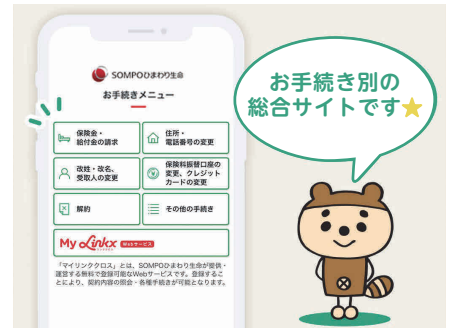 SOMPOひまわり生命
お手続きメニュー
保険金・
給付金の請求
住所・
電話番号の変更
改姓・改名、
受取人の変更
保険料振替口座の
変更、クレジット
カードの変更
解約
その他の手続き
My Linkx Webサービス
「マイリンククロス」とは、SOMPOひまわり生命が提供・
運営する無料で登録可能なWebサービスです。登録するこ
とにより、契約内容の照会・各種手続きが可能となります。
お手続き別の
総合サイトです★